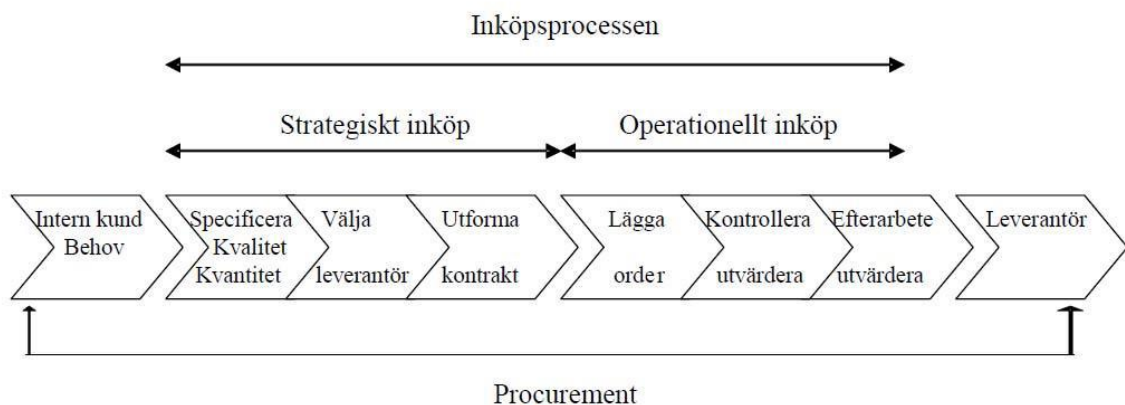 Inköpsprocessen
Strategiskt inköp
Operationellt inköp
Intern kund
Behov
Specificera
Kvalitet
Kvantitet
Välja
leverantör
Utforma
kontrakt
Lägga
order
Kontrollera
utvärdera
Efterarbete
utvärdera
Leverantör
Procurement